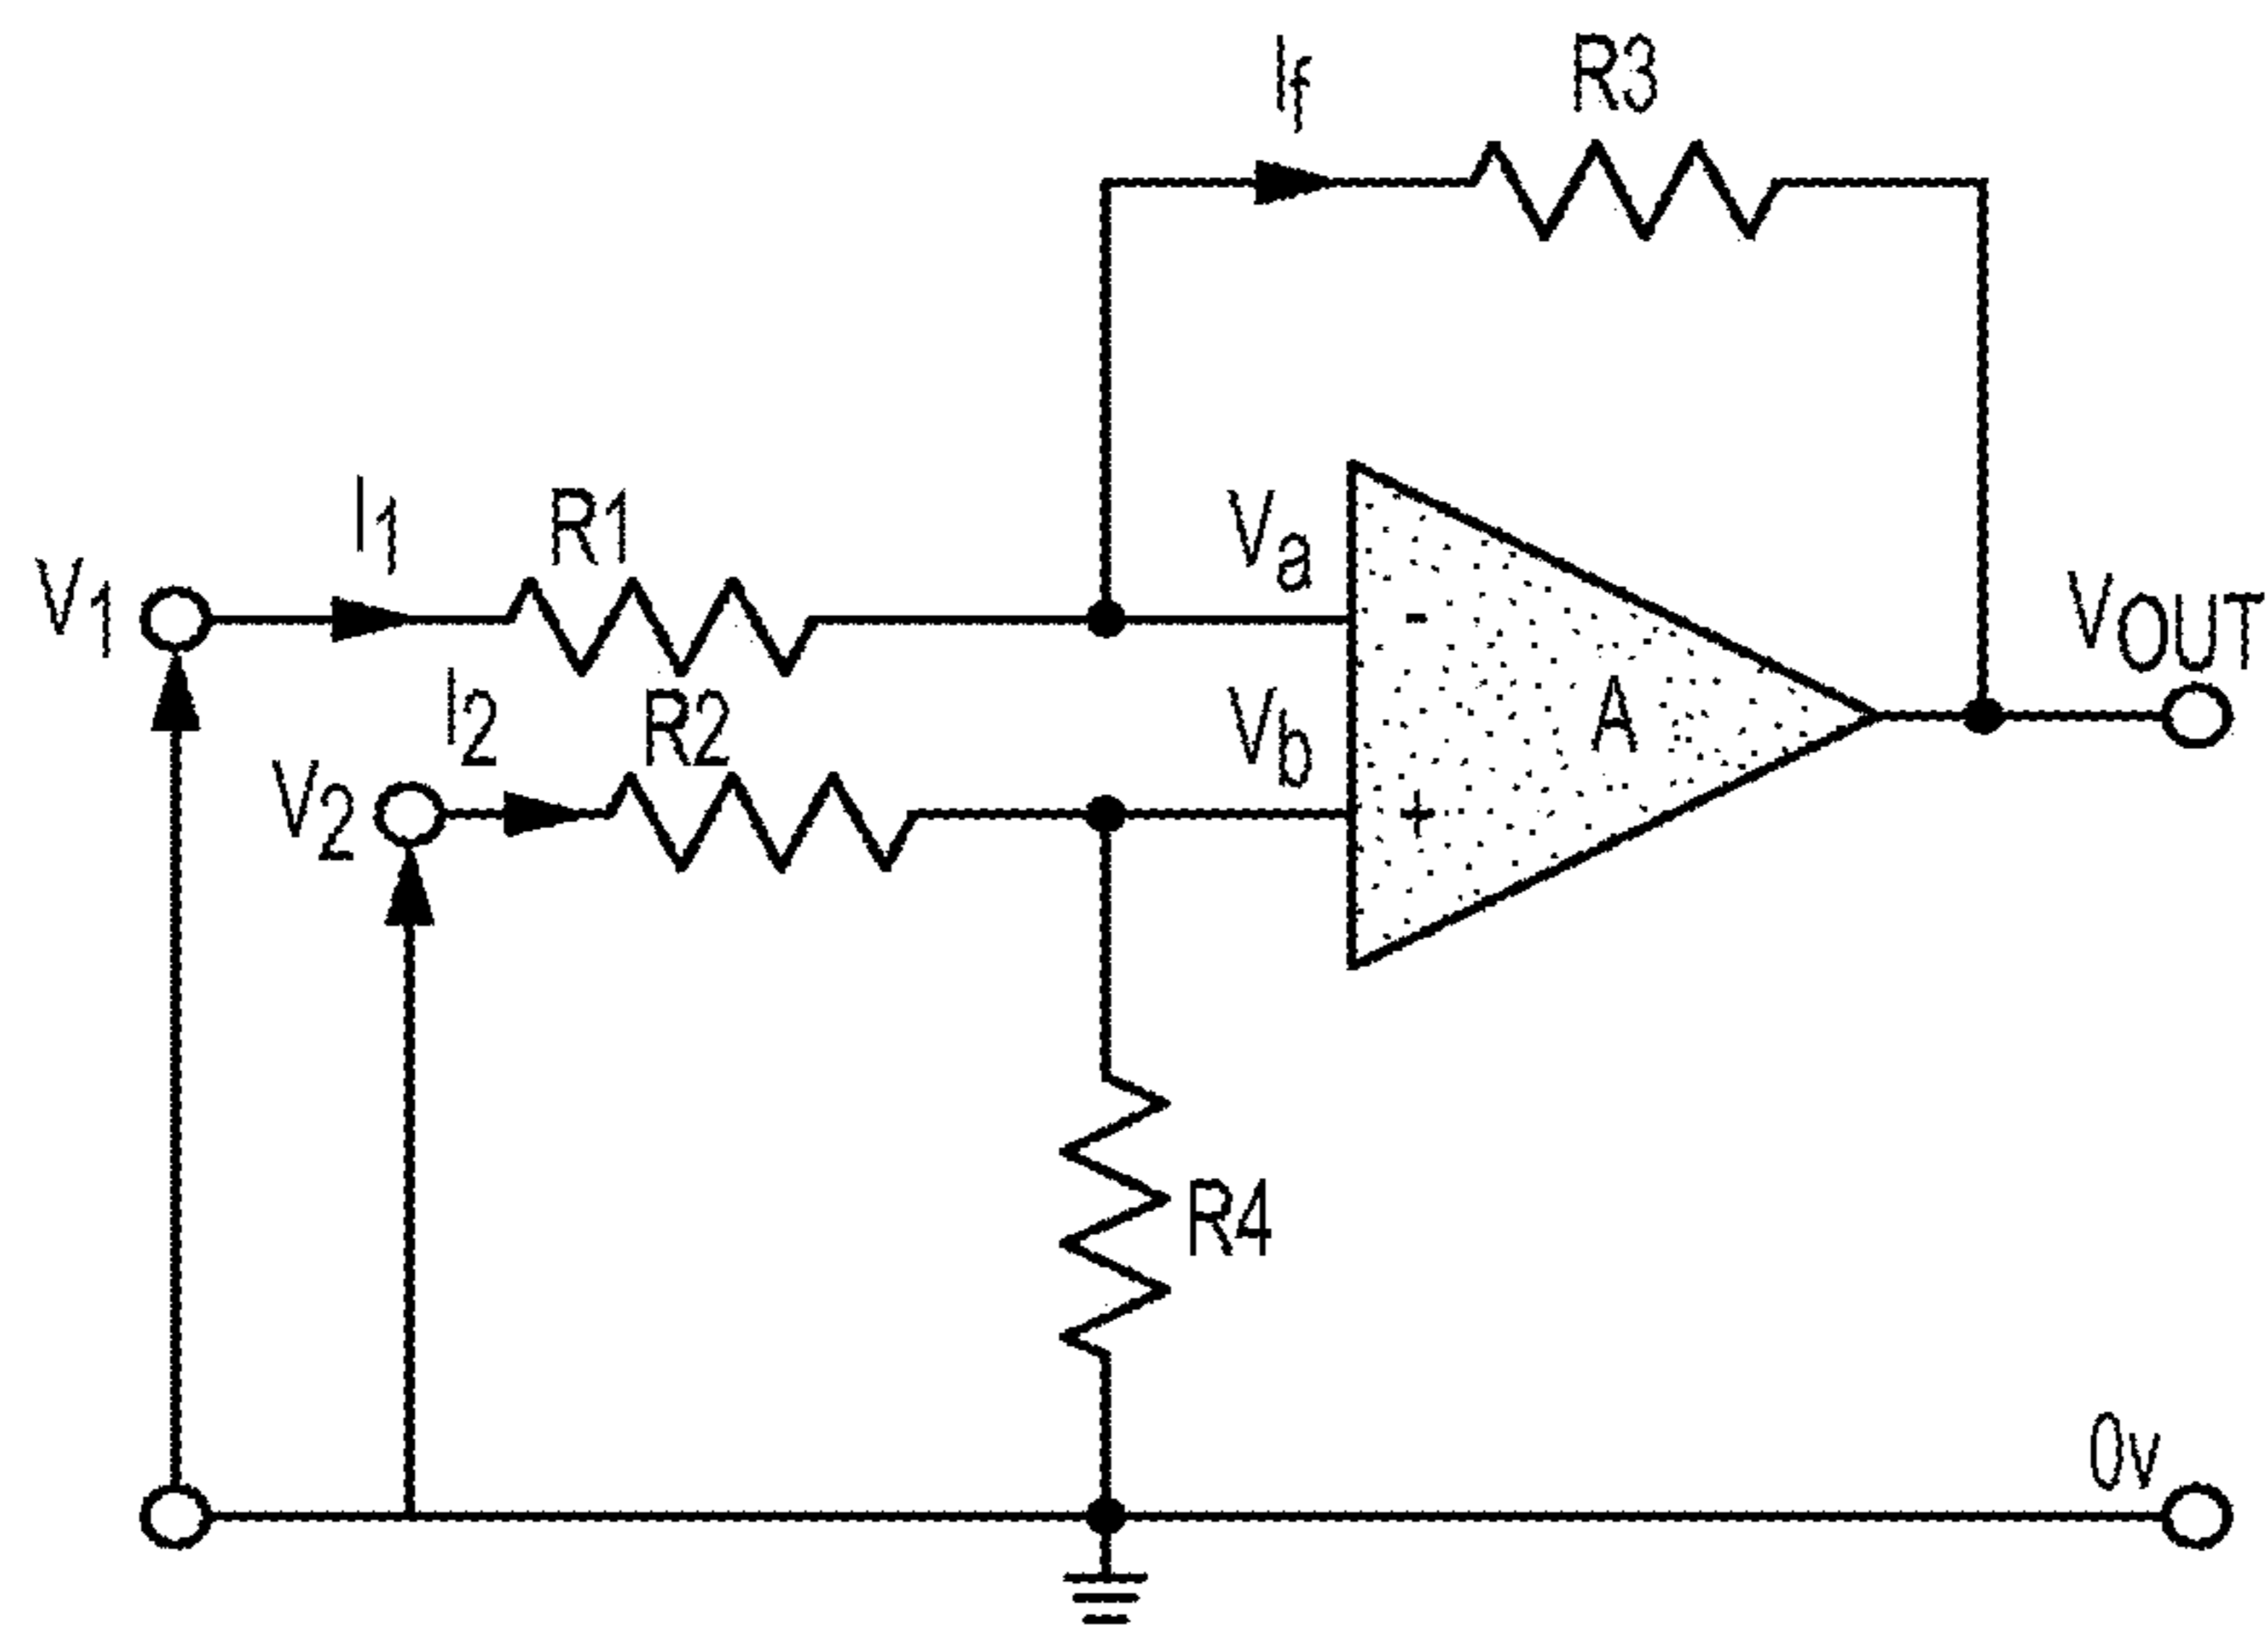 If
R3
I1
R1
Va
V1
-
VOUT
I2
R2
Vb
A
V2
+
R4
0v